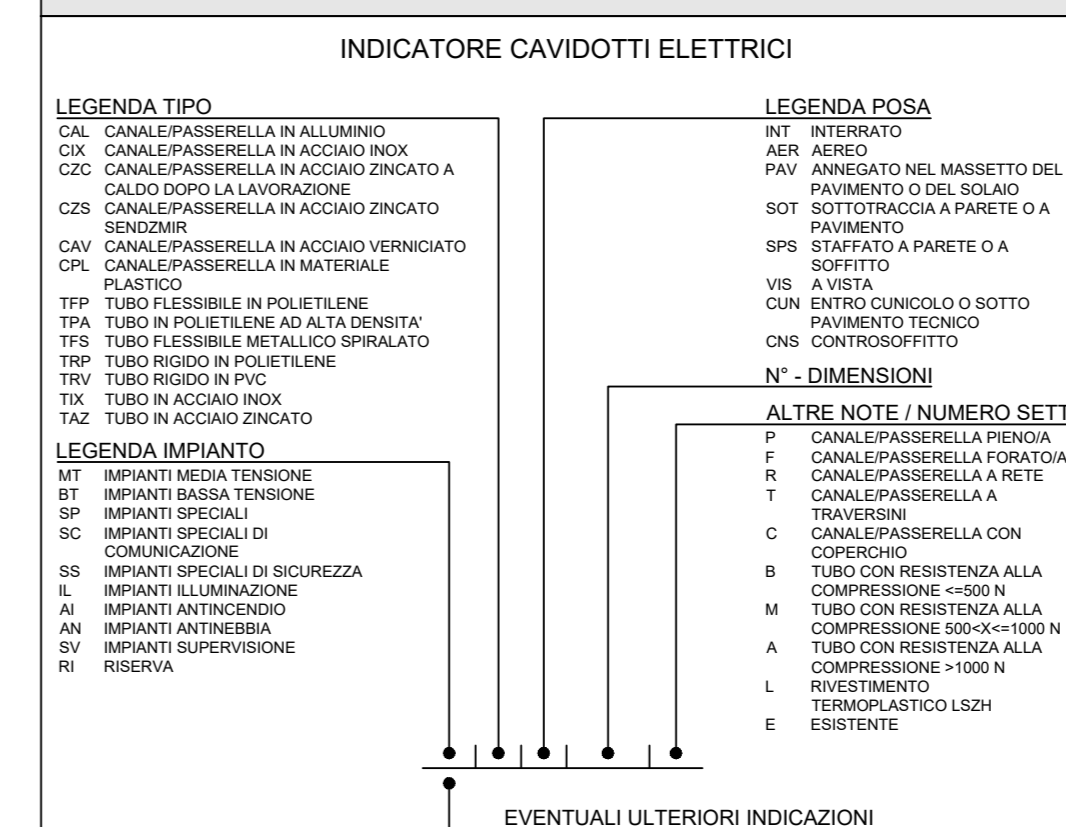 INDICATORE CAVIDOTTI ELETTRICI
LEGENDA TIPO
CAL CANALE/PASSERELLA IN ALLUMINIO
CIX CANALE/PASSERELLA IN ACCIAIO INOX
CZC CANALE/PASSERELLA IN ACCIAIO ZINCATO A
CALDO DOPO LA LAVORAZIONE
CZS CANALE/PASSERELLA IN ACCIAIO ZINCATO
SENDZMIR
CAV CANALE/PASSERELLA IN ACCIAIO VERNICIATO
CPL CANALE/PASSERELLA IN MATERIALE
PLASTICO
TFP TUBO FLESSIBILE IN POLIETILENE
TPA TUBO IN POLIETILENE AD ALTA DENSITA'
TFS TUBO FLESSIBILE METALLICO SPIRALATO
TRP TUBO RIGIDO IN POLIETILENE
TRV TUBO RIGIDO IN PVC
TIX TUBO IN ACCIAIO INOX
TAZ TUBO IN ACCIAIO ZINCATO
LEGENDA IMPIANTO
MT IMPIANTI MEDIA TENSIONE
BT IMPIANTI BASSA TENSIONE
SP IMPIANTI SPECIALI
SC IMPIANTI SPECIALI DI
COMUNICAZIONE
SS IMPIANTI SPECIALI DI SICUREZZA
IL IMPIANTI ILLUMINAZIONE
AI IMPIANTI ANTINCENDIO
AN IMPIANTI ANTINEBBIA
SV IMPIANTI SUPERVISIONE
RI RISERVA
LEGENDA POSA
INT INTERRATO
AER AEREO
PAV ANNEGATO NEL MASSETTO DEL
PAVIMENTO O DEL SOLAIO
SOT SOTTOTRACCIA A PARETE O A
PAVIMENTO
SPS STAFFATO A PARETE O A
SOFFITTO
VIS A VISTA
CUN ENTRO CUNICOLO O SOTTO
PAVIMENTO TECNICO
CNS CONTROSOFFITTO
N° - DIMENSIONI
ALTRE NOTE / NUMERO SETT
P CANALE/PASSERELLA PIENO/A
F CANALE/PASSERELLA FORATO/A
R CANALE/PASSERELLA A RETE
T CANALE/PASSERELLA A
TRAVERSINI
C CANALE/PASSERELLA CON
COPERCHIO
B TUBO CON RESISTENZA ALLA
COMPRESSIONE <=500 N
M TUBO CON RESISTENZA ALLA
COMPRESSIONE 500<X<=1000 N
A TUBO CON RESISTENZA ALLA
COMPRESSIONE >1000 N
L RIVESTIMENTO
TERMOPLASTICO LSZH
E ESISTENTE
EVENTUALI ULTERIORI INDICAZIONI